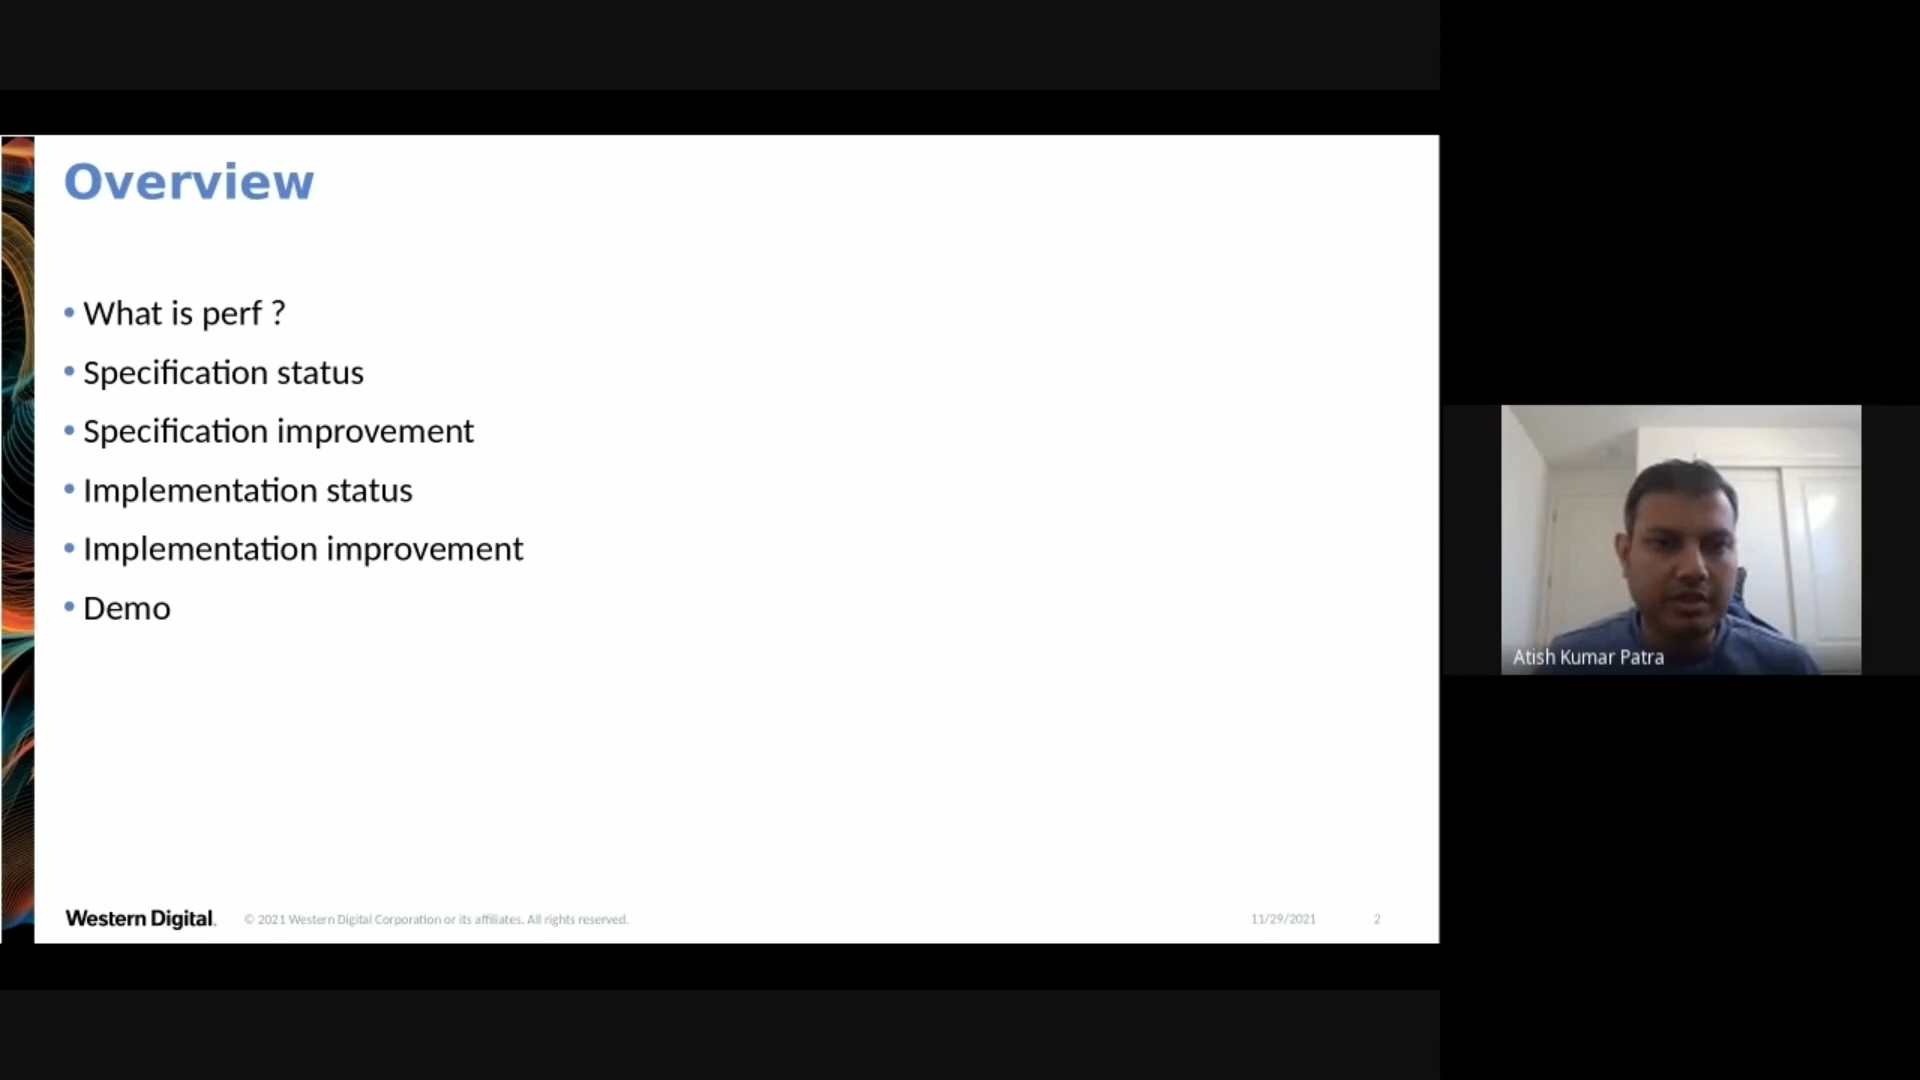 Overview
• What is perf ?
• Specification status
• Specification improvement
• Implementation status
• Implementation improvement
• Demo
Atish Kumar Patra
Western Digital. © 2021 Western Digital Corporation or its affiliates. All rights reserved. 11/29/2021 2